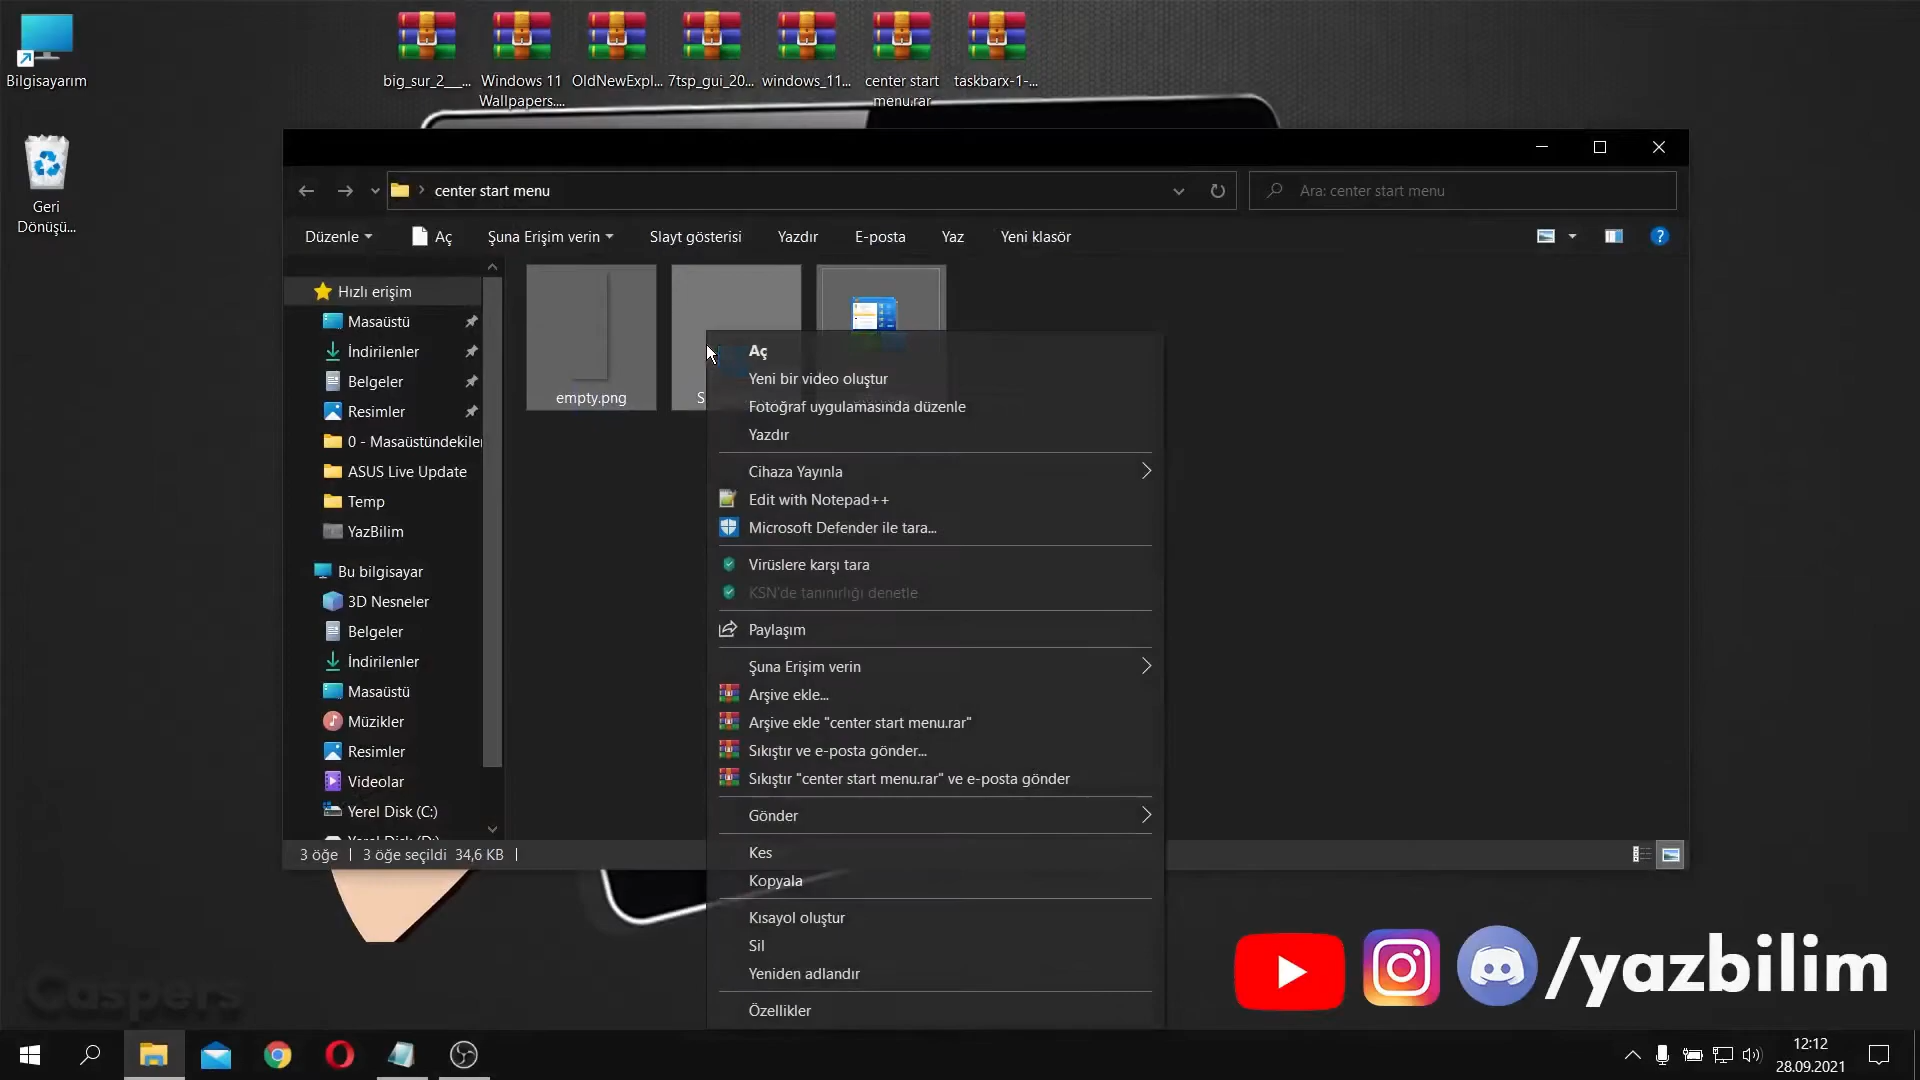 Bilgisayarım
Geri
Dönüşü...
big_sur_2___...
Windows 11
Wallpapers....
OldNewExpl...
7tsp_gui_20...
windows_11...
center start
menu.rar
taskbarx-1-...
center start menu
Ara: center start menu
Düzenle
Aç
Şuna Erişim verin
Slayt gösterisi
Yazdır
E-posta
Yaz
Yeni klasör
Hızlı erişim
Masaüstü
İndirilenler
Belgeler
Resimler
0 - Masaüstündekiler
ASUS Live Update
Temp
YazBilim
Bu bilgisayar
3D Nesneler
Belgeler
İndirilenler
Masaüstü
Müzikler
Resimler
Videolar
Yerel Disk (C:)
Yerel Disk (D:)
empty.png
S
Aç
Yeni bir video oluştur
Fotoğraf uygulamasında düzenle
Yazdır
Cihaza Yayınla
Edit with Notepad++
Microsoft Defender ile tara...
Virüslere karşı tara
KSN'de tanınırlığı denetle
Paylaşım
Şuna Erişim verin
Arşive ekle...
Arşive ekle "center start menu.rar"
Sıkıştır ve e-posta gönder...
Sıkıştır "center start menu.rar" ve e-posta gönder
Gönder
Kes
Kopyala
Kısayol oluştur
Sil
Yeniden adlandır
Özellikler
3 öğe
3 öğe seçildi 34,6 KB
Caspers
/yazbilim
12:12
28.09.2021